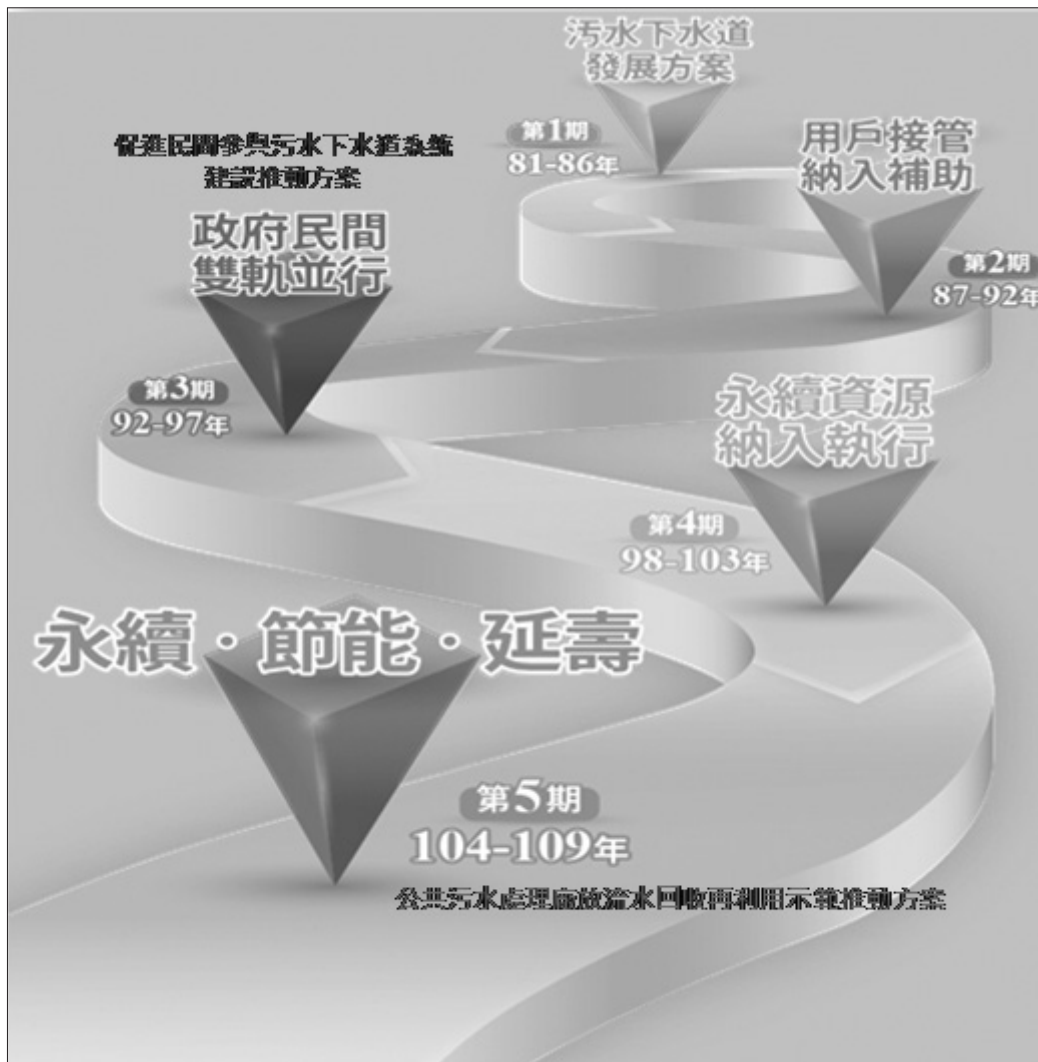 污水下水道
發展方案
第1期
81-86年
用戶接管
納入補助
第2期
87-92年
促進民間參與污水下水道系統
建設推動方案
政府民間
雙軌並行
第3期
92-97年
永續資源
納入執行
第4期
98-103年
永續·節能·延壽
第5期
104-109年
公共污水處理廠放流水回收再利用示範推動方案